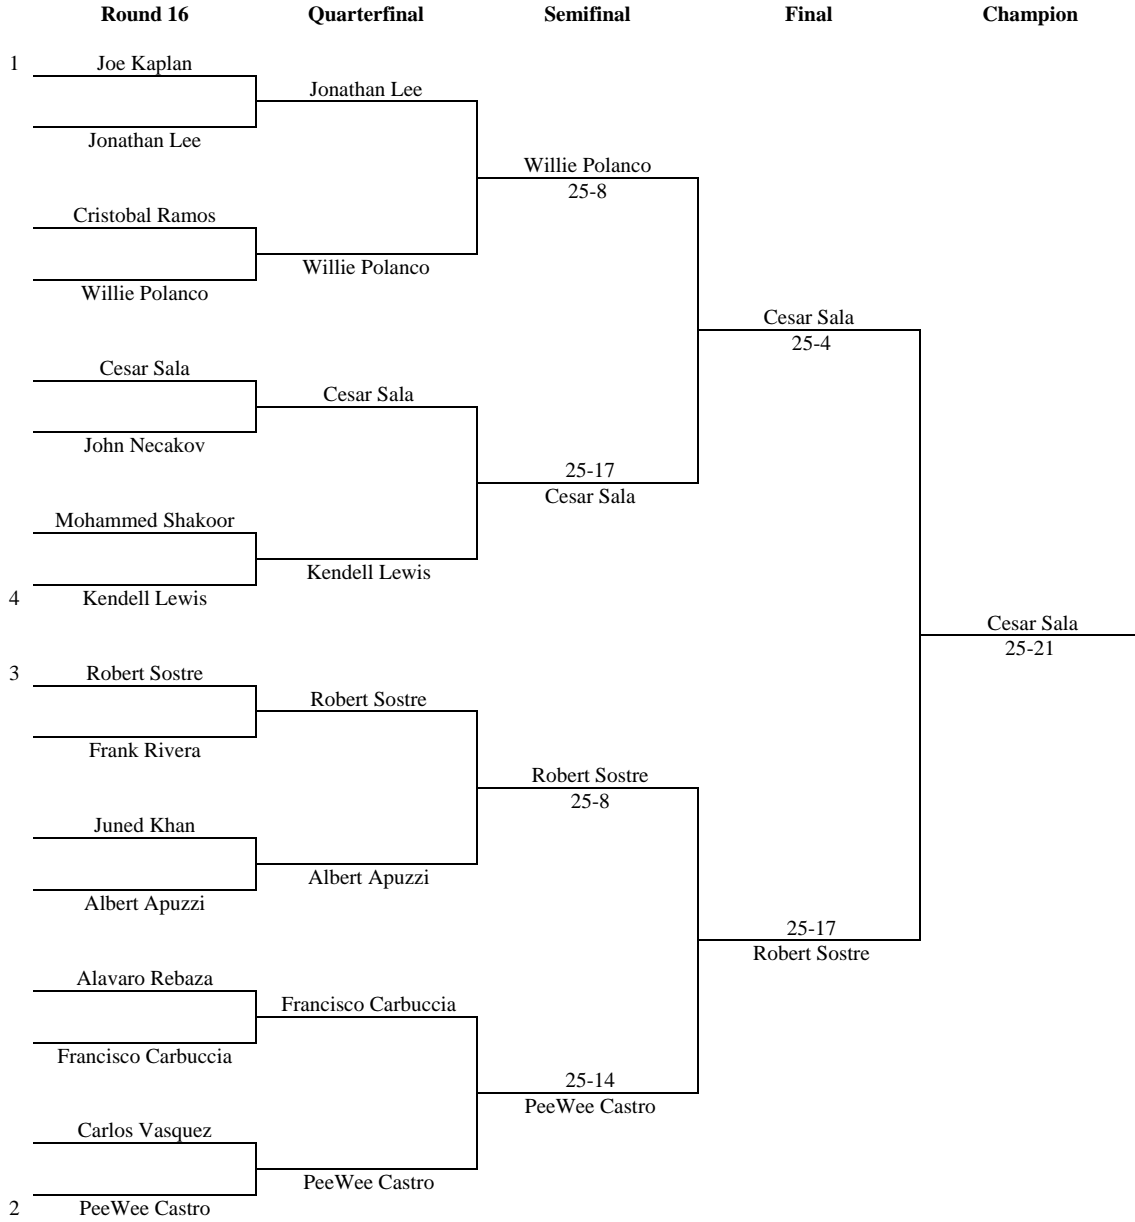 Round 16 Quarterfinal Semifinal Final Champion
1 Joe Kaplan
Jonathan Lee
Jonathan Lee
Willie Polanco
25-8
Cristobal Ramos
Willie Polanco
Willie Polanco
Cesar Sala
25-4
Cesar Sala
Cesar Sala
John Necakov
25-17
Cesar Sala
Mohammed Shakoor
Kendell Lewis
4 Kendell Lewis
Cesar Sala
25-21
3 Robert Sostre
Robert Sostre
Frank Rivera
Robert Sostre
25-8
Juned Khan
Albert Apuzzi
Albert Apuzzi
25-17
Robert Sostre
Alavaro Rebaza
Francisco Carbuccia
Francisco Carbuccia
25-14
PeeWee Castro
Carlos Vasquez
PeeWee Castro
2 PeeWee Castro